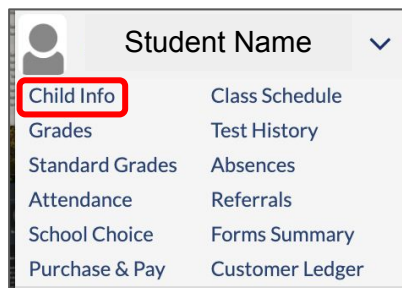 Student Name
Child Info Class Schedule
Grades Test History
Standard Grades Absences
Attendance Referrals
School Choice Forms Summary
Purchase & Pay Customer Ledger